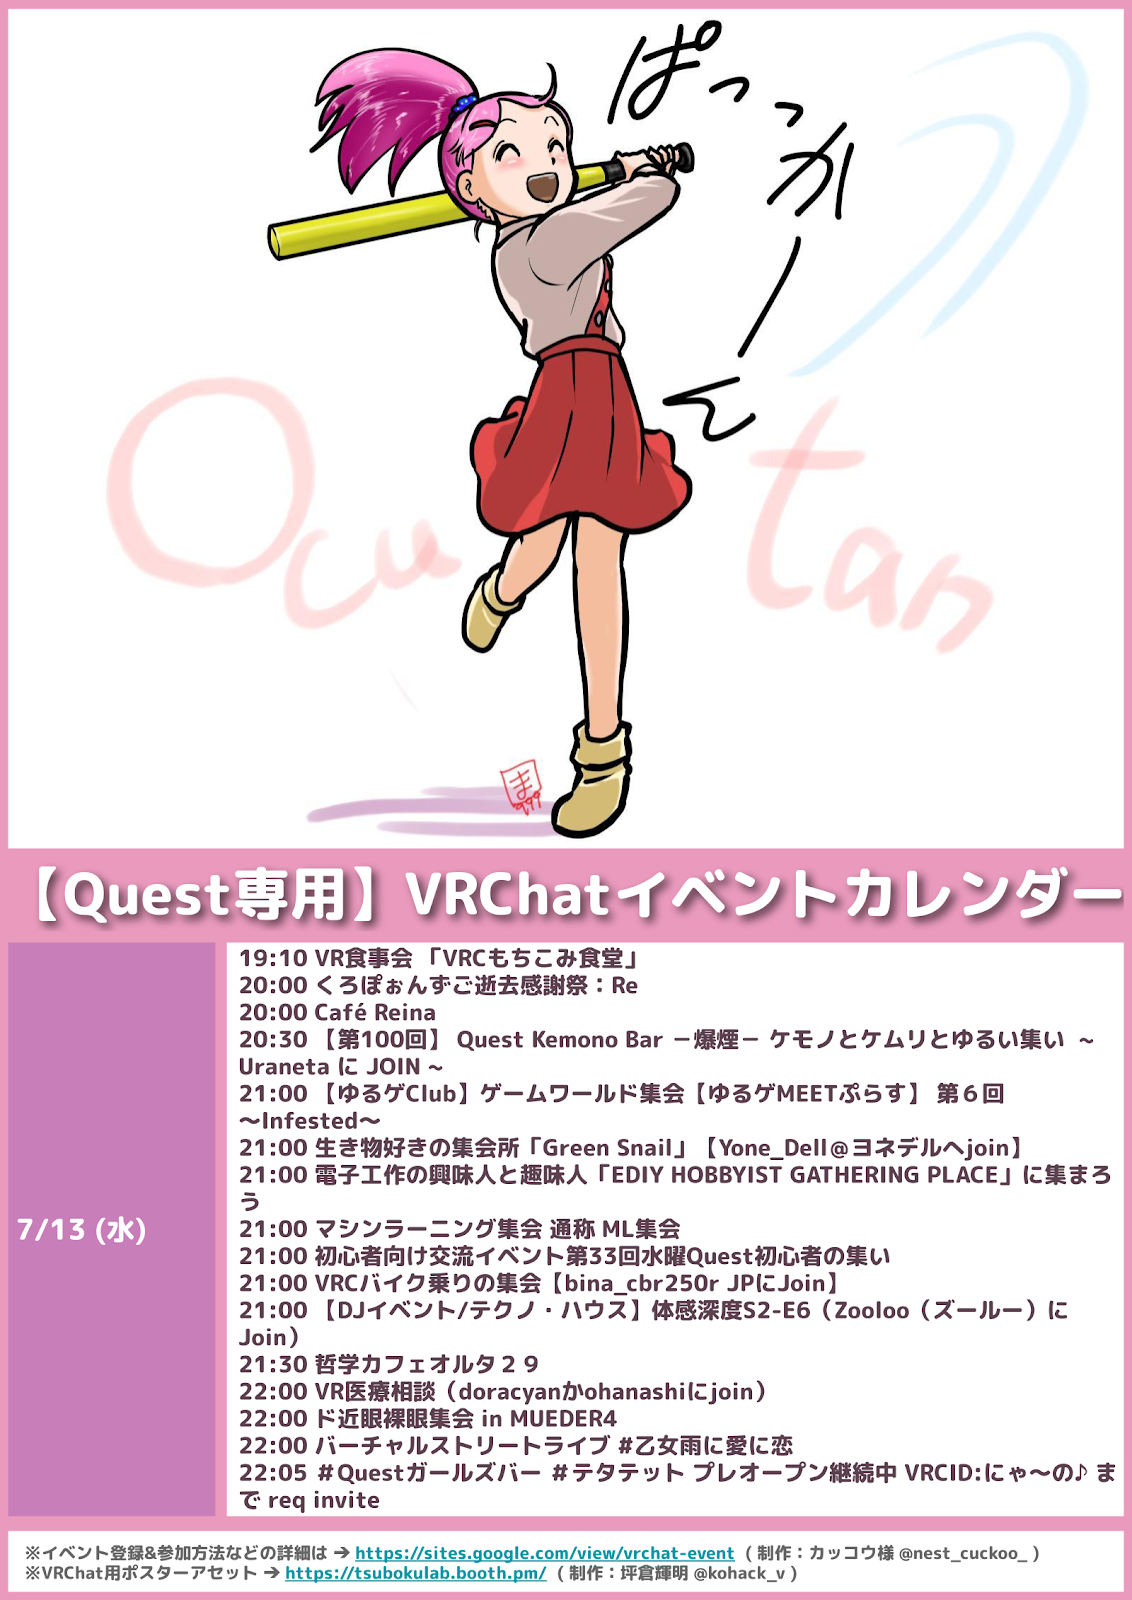 ぱっっかーん
Ocutan
ま
999
【Quest専用】VRChatイベントカレンダー
7/13 (水)
19:10 VR食事会 「VRCもちこみ食堂」
20:00 くろぽぉんずご逝去感謝祭：Re
20:00 Café Reina
20:30 【第100回】 Quest Kemono Bar －爆煙－ ケモノとケムリとゆるい集い ～
Uraneta に JOIN ~
21:00 【ゆるゲClub】ゲームワールド集会【ゆるゲMEETぷらす】 第６回
〜Infested〜
21:00 生き物好きの集会所「Green Snail」【Yone_Dell@ヨネデルへjoin】
21:00 電子工作の興味人と趣味人「EDIY HOBBYIST GATHERING PLACE」に集まろ
う
21:00 マシンラーニング集会 通称 ML集会
21:00 初心者向け交流イベント第33回水曜Quest初心者の集い
21:00 VRCバイク乗りの集会【bina_cbr250r JPにJoin】
21:00 【DJイベント/テクノ・ハウス】体感深度S2-E6（Zooloo（ズールー）に
Join）
21:30 哲学カフェオルタ２９
22:00 VR医療相談（doracyanかohanashiにjoin）
22:00 ド近眼裸眼集会 in MUEDER4
22:00 バーチャルストリートライブ #乙女雨に愛に恋
22:05 ＃Questガールズバー ＃テタテット プレオープン継続中 VRCID:にゃ〜の♪ ま
で req invite
※イベント登録&参加方法などの詳細は ➔ https://sites.google.com/view/vrchat-event ( 制作：カッコウ様 @nest_cuckoo_ )
※VRChat用ポスターアセット ➔ https://tsubokulab.booth.pm/ ( 制作：坪倉輝明 @kohack_v )